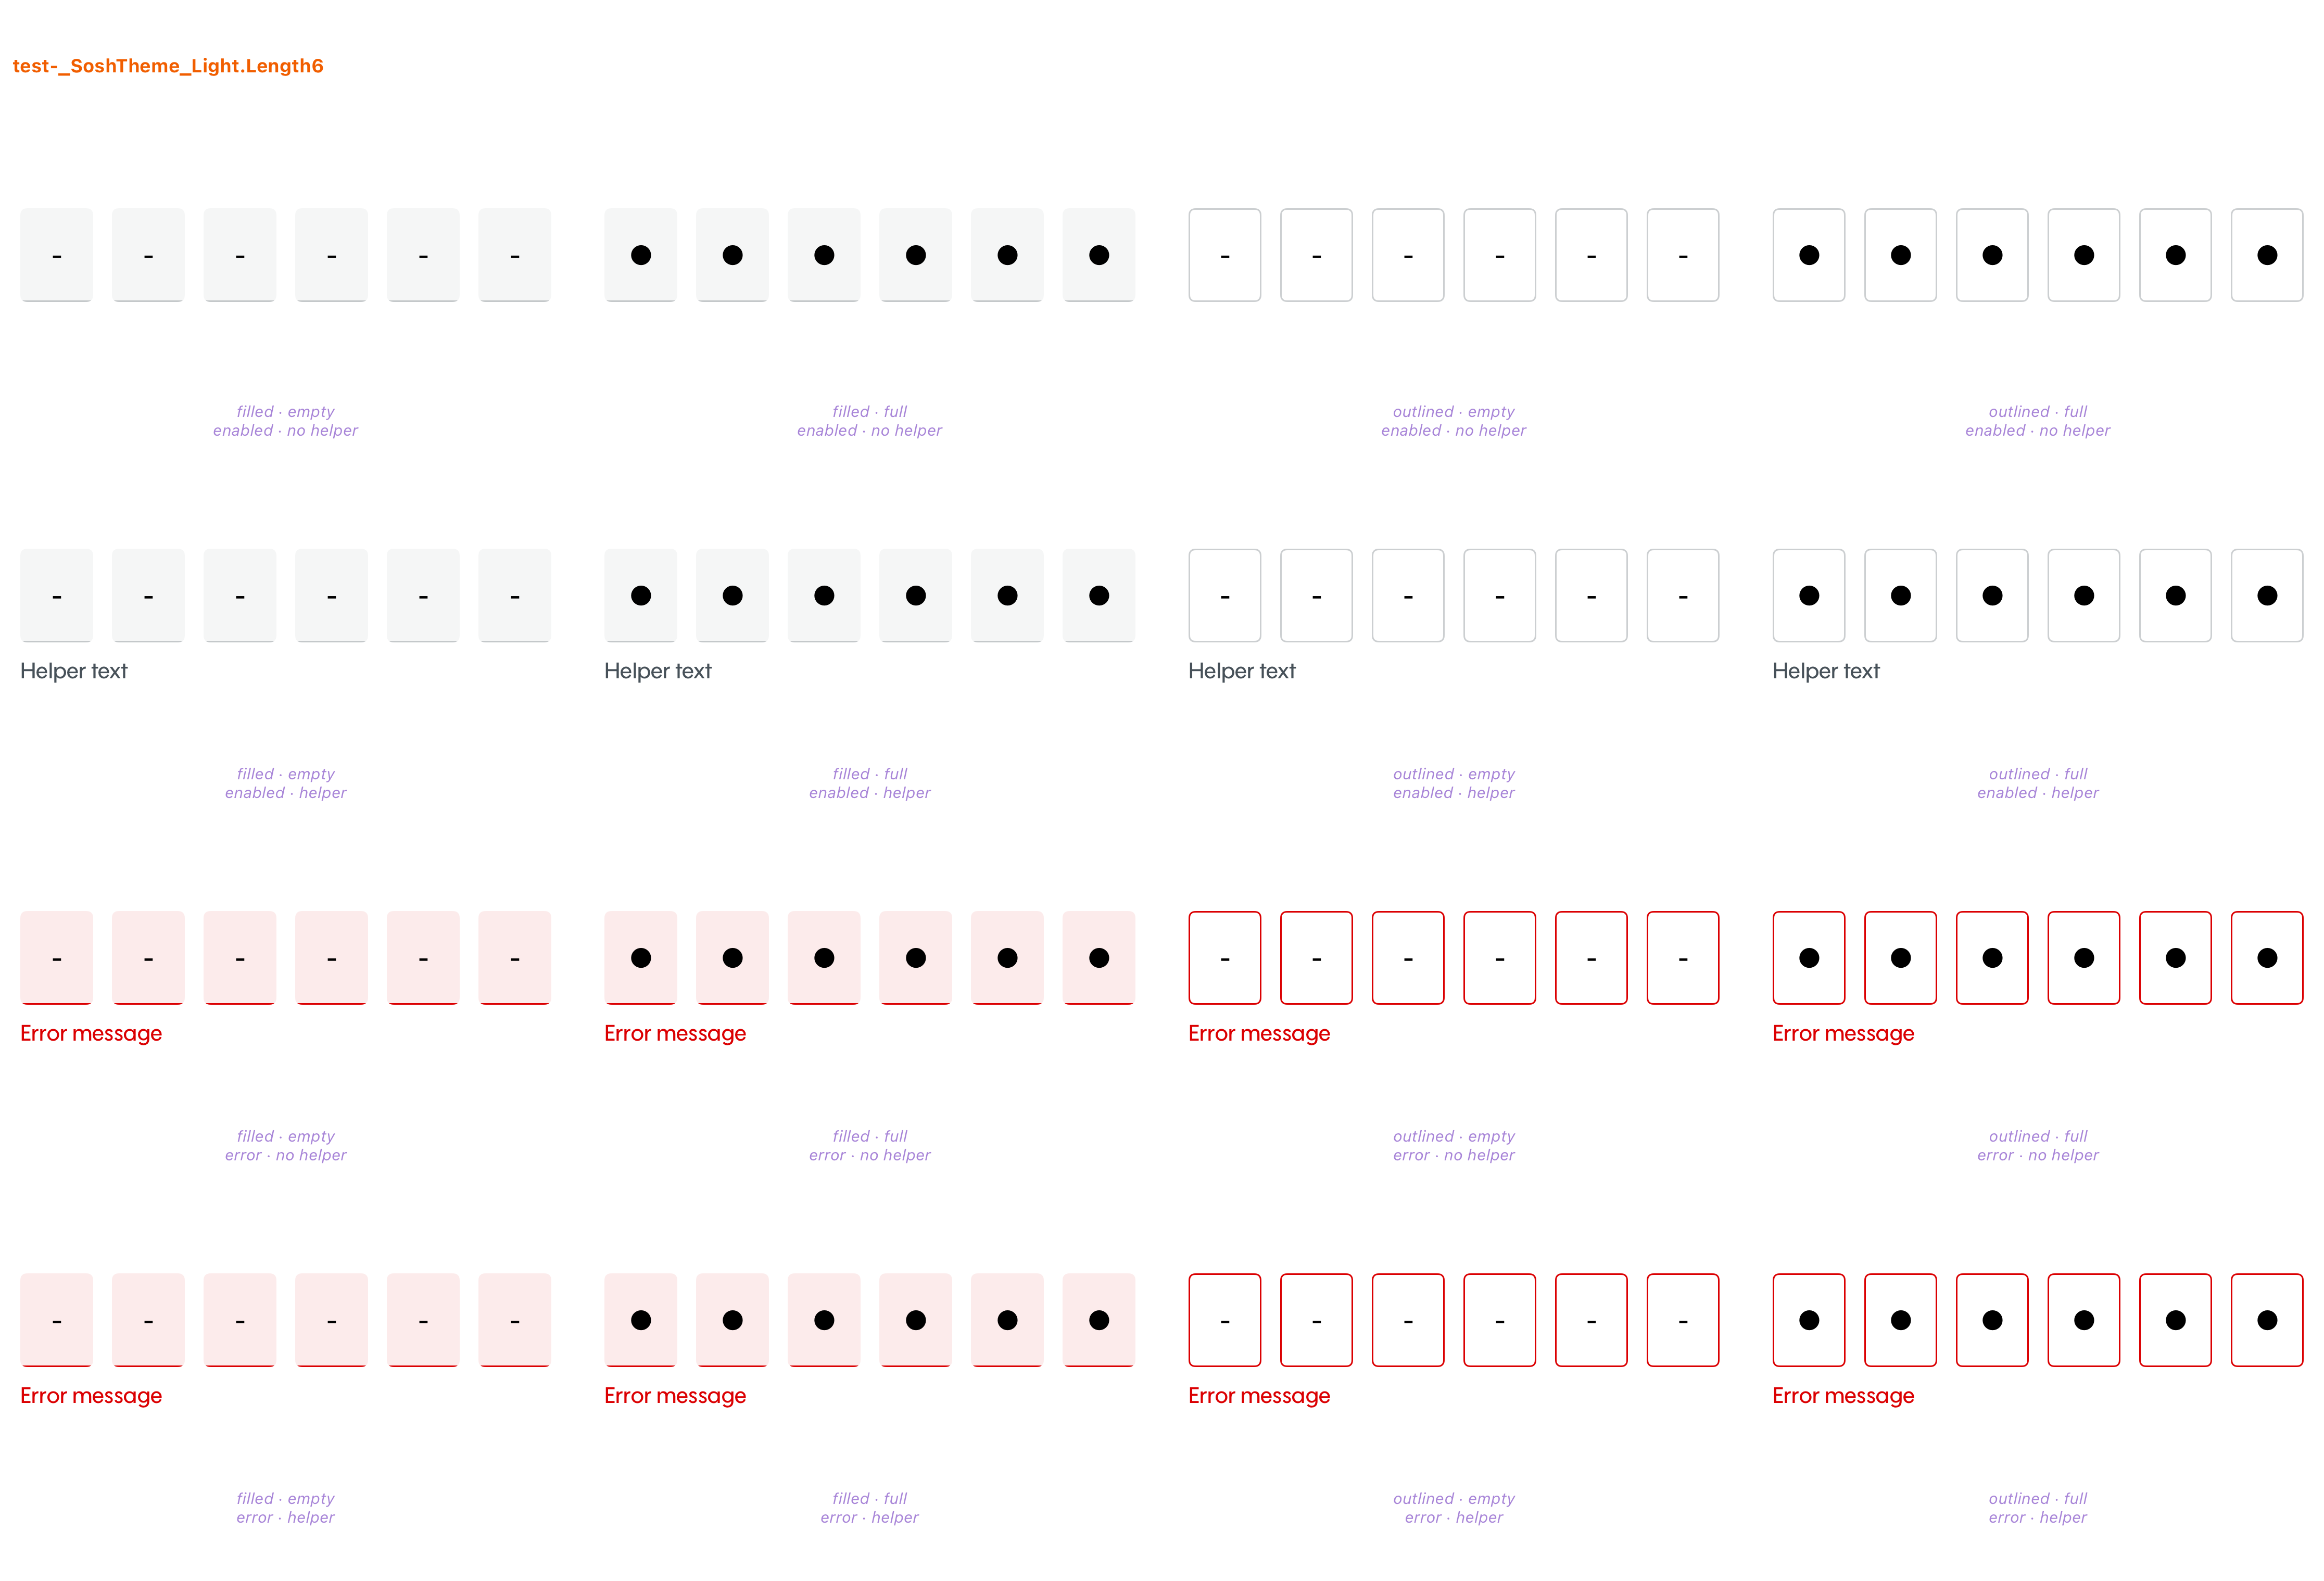 test-_SoshTheme_Light.Length6
- - - - - - ● ● ● ● ● ● - - - - - - ● ● ● ● ● ●
filled · empty
enabled · no helper
filled · full
enabled · no helper
outlined · empty
enabled · no helper
outlined · full
enabled · no helper
- - - - - - ● ● ● ● ● ● - - - - - - ● ● ● ● ● ●
Helper text
Helper text
Helper text
Helper text
filled · empty
enabled · helper
filled · full
enabled · helper
outlined · empty
enabled · helper
outlined · full
enabled · helper
- - - - - - ● ● ● ● ● ● - - - - - - ● ● ● ● ● ●
Error message
Error message
Error message
Error message
filled · empty
error · no helper
filled · full
error · no helper
outlined · empty
error · no helper
outlined · full
error · no helper
- - - - - - ● ● ● ● ● ● - - - - - - ● ● ● ● ● ●
Error message
Error message
Error message
Error message
filled · empty
error · helper
filled · full
error · helper
outlined · empty
error · helper
outlined · full
error · helper